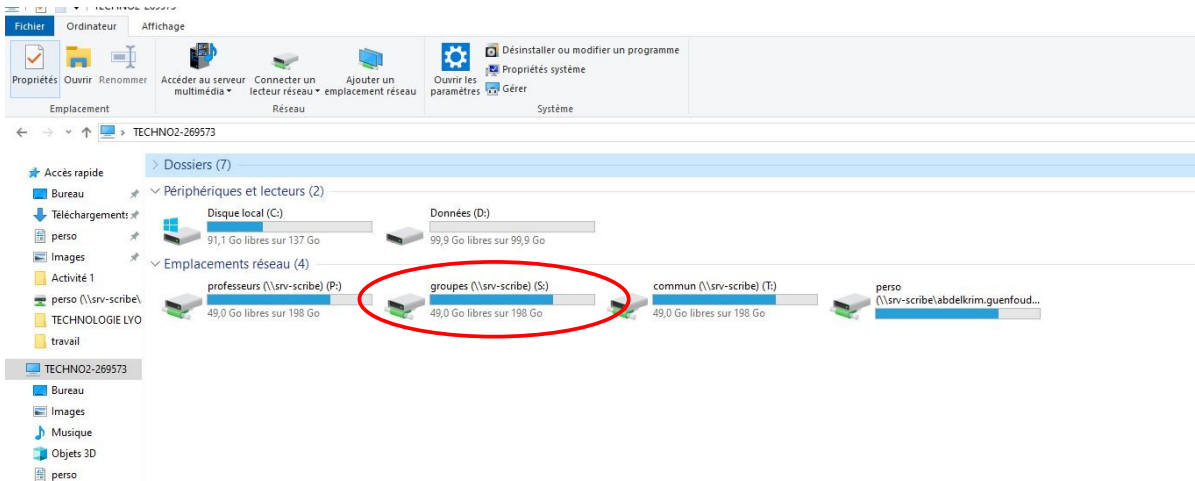 TECHNO2-269573
Fichier
Ordinateur
Affichage
Propriétés
Ouvrir
Renommer
Accéder au serveur
multimédia
Connecter un
lecteur réseau
Ajouter un
emplacement réseau
Ouvrir les
paramètres
Désinstaller ou modifier un programme
Propriétés système
Gérer
Emplacement
Réseau
Système
TECHNO2-269573
Accès rapide
Bureau
Téléchargements
perso
Images
Activité 1
perso (\\srv-scribe\
TECHNOLOGIE LYO
travail
TECHNO2-269573
Bureau
Images
Musique
Objets 3D
perso
Dossiers (7)
Périphériques et lecteurs (2)
Disque local (C:)
91,1 Go libres sur 137 Go
Données (D:)
99,9 Go libres sur 99,9 Go
Emplacements réseau (4)
professeurs (\\srv-scribe) (P:)
49,0 Go libres sur 198 Go
groupes (\\srv-scribe) (S:)
49,0 Go libres sur 198 Go
commun (\\srv-scribe) (T:)
49,0 Go libres sur 198 Go
perso
(\\srv-scribe\abdelkrim.guenfoud...